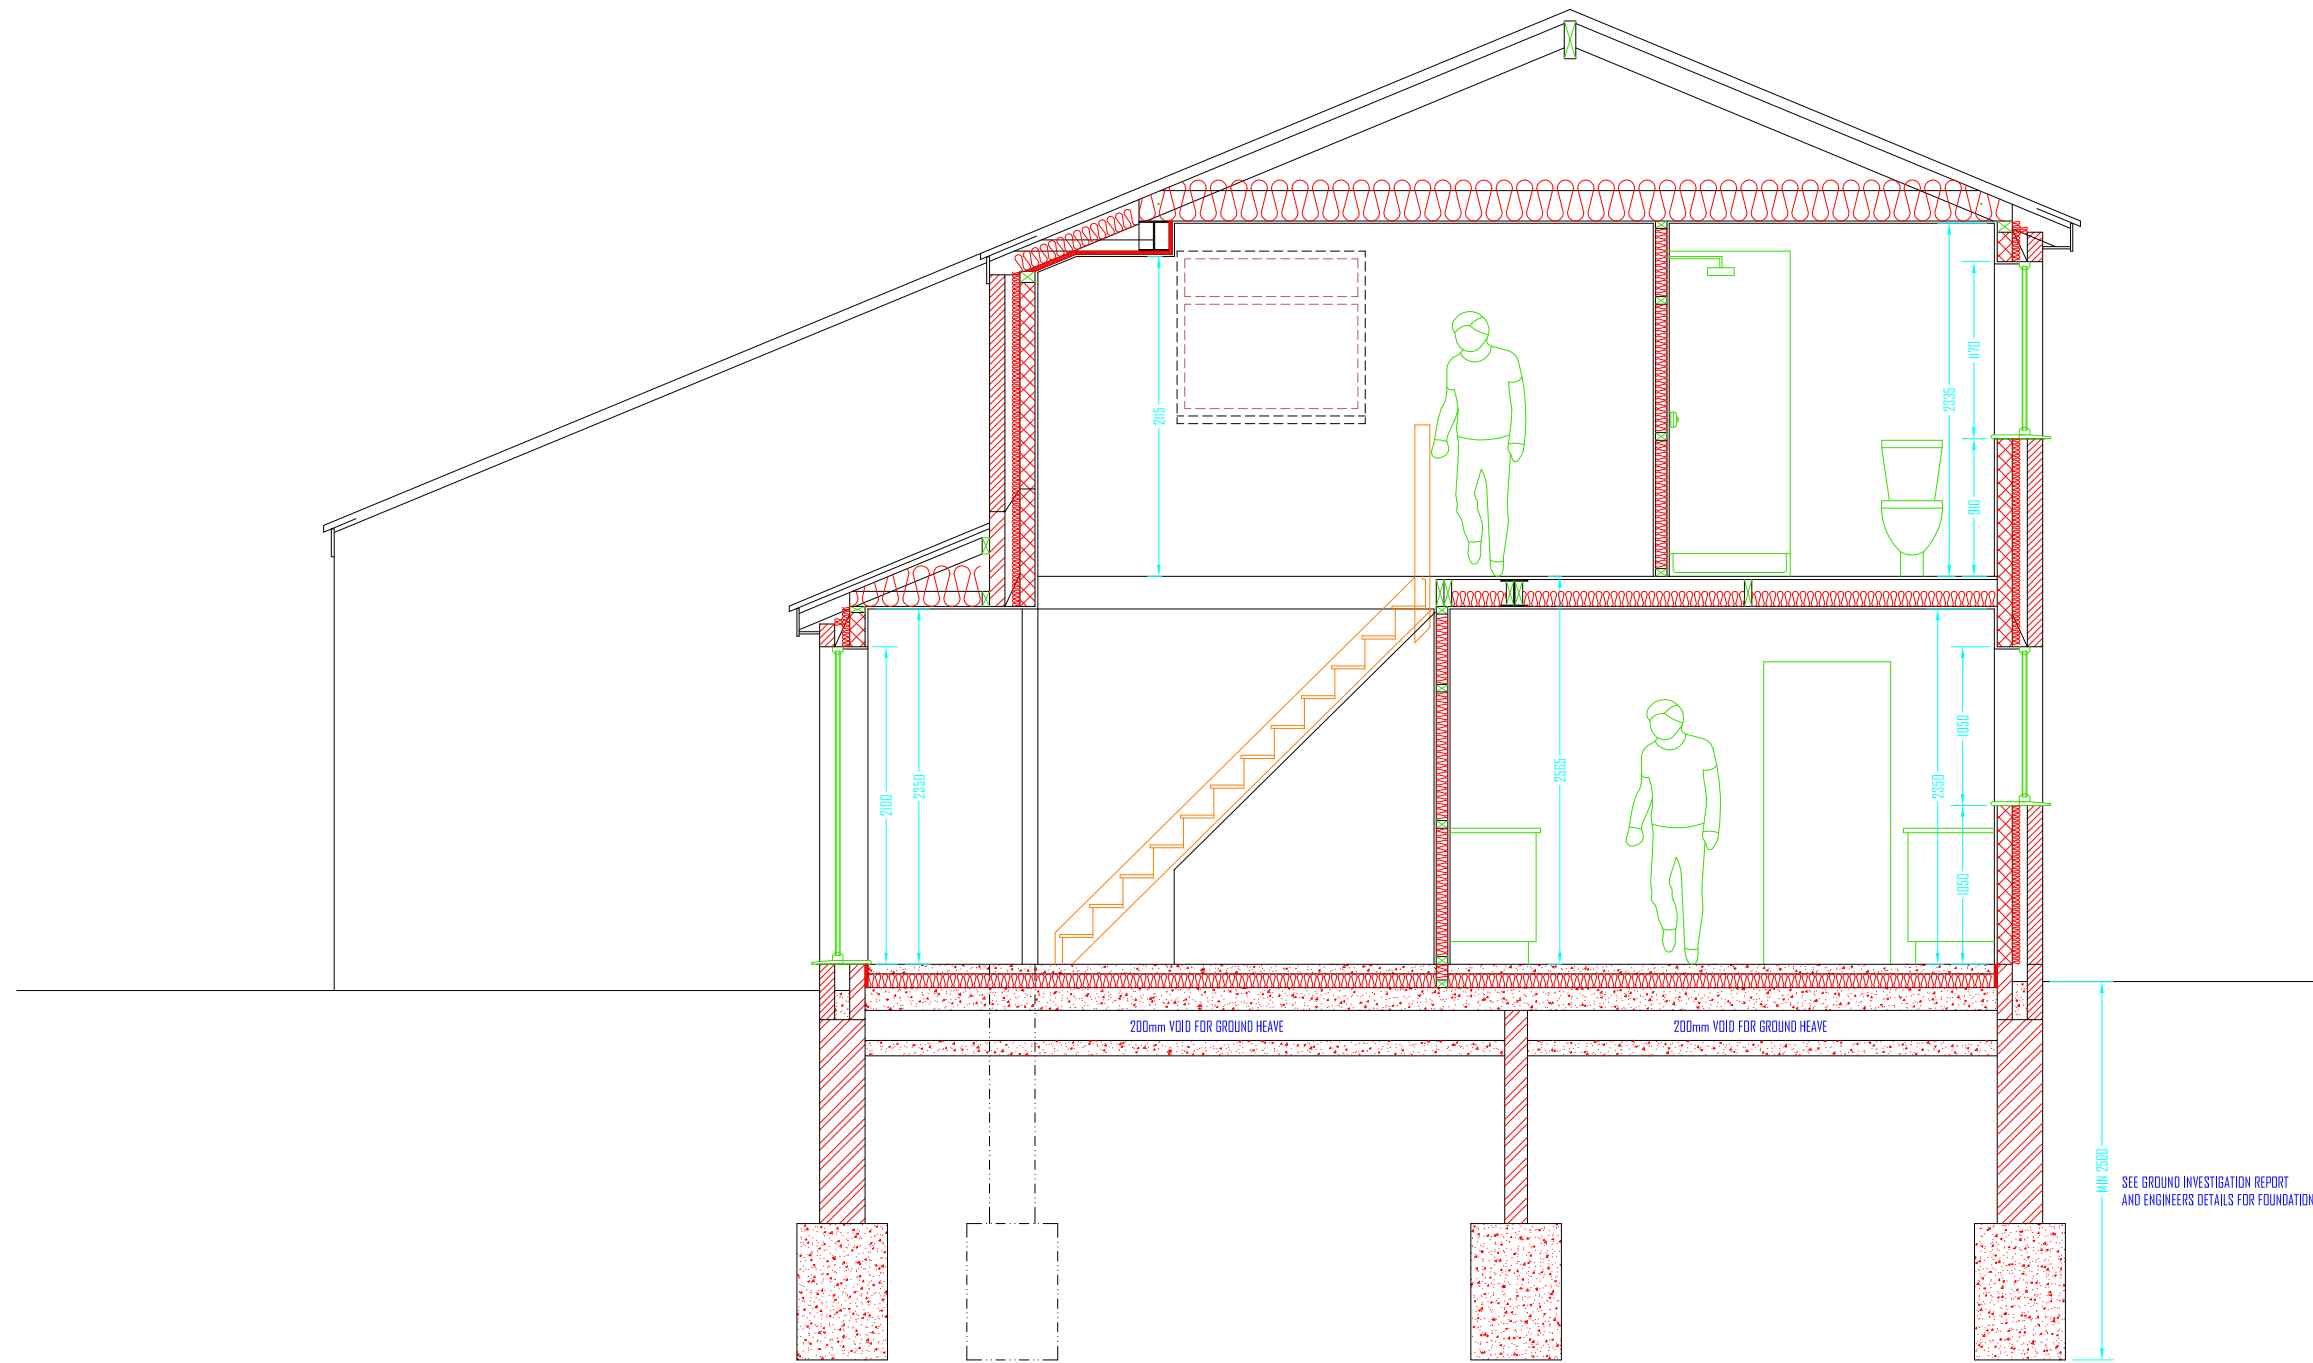 1170
2335
2115
910
1050
2565
2350
2350
2100
1050
200mm VOID FOR GROUND HEAVE
200mm VOID FOR GROUND HEAVE
MIN 2500
SEE GROUND INVESTIGATION REPORT
AND ENGINEERS DETAILS FOR FOUNDATION